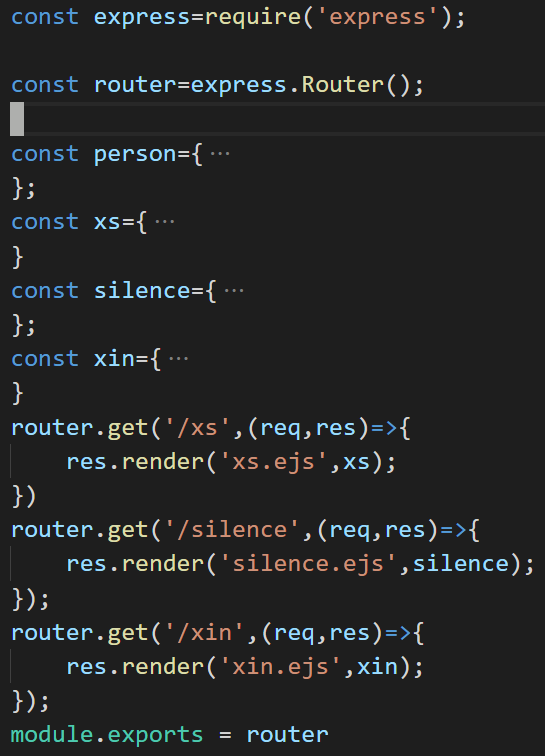 const express=require('express');
const router=express.Router();
const person={···
};
const xs={···
}
const silence={···
};
const xin={···
}
router.get('/xs',(req,res)=>{
    res.render('xs.ejs',xs);
})
router.get('/silence',(req,res)=>{
    res.render('silence.ejs',silence);
});
router.get('/xin',(req,res)=>{
    res.render('xin.ejs',xin);
});
module.exports = router